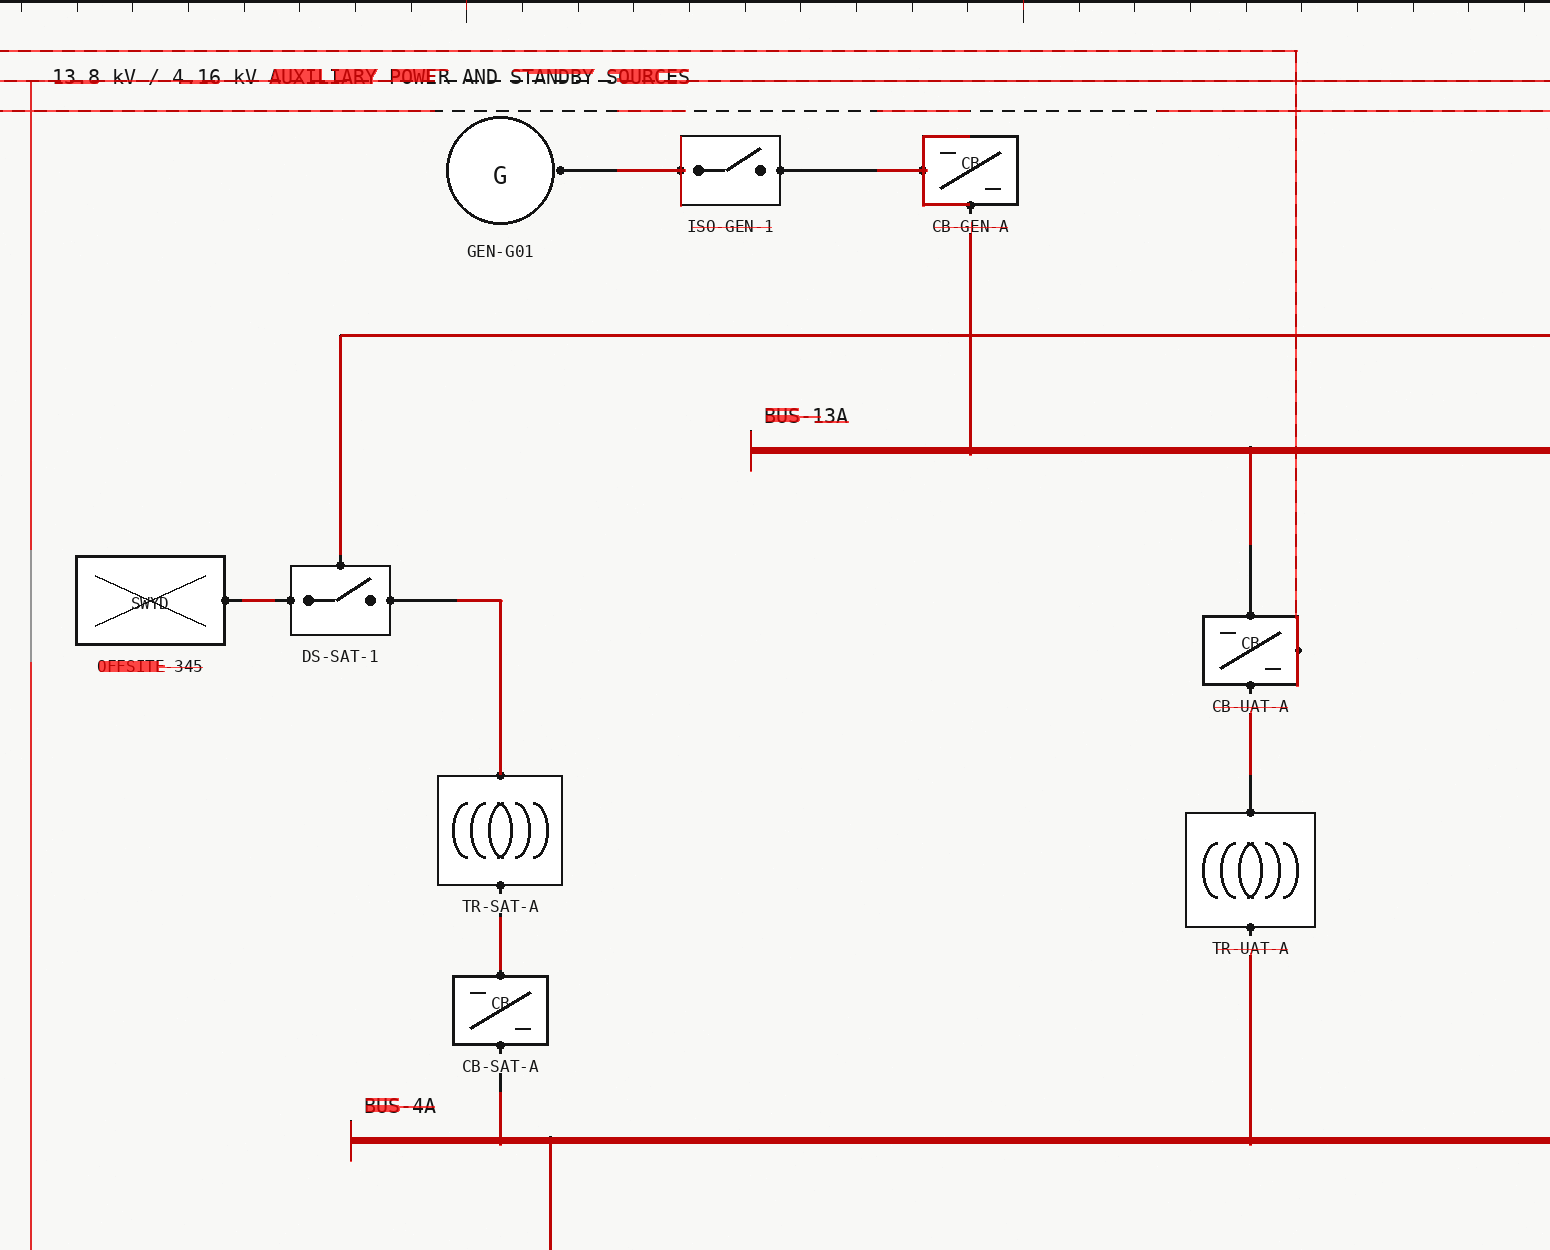 13.8 kV / 4.16 kV AUXILIARY POWER AND STANDBY SOURCES
G
GEN-G01
ISO-GEN-1
CB
CB-GEN-A
BUS-13A
SWYD
OFFSITE-345
DS-SAT-1
CB
CB-UAT-A
TR-SAT-A
TR-UAT-A
CB
CB-SAT-A
BUS-4A